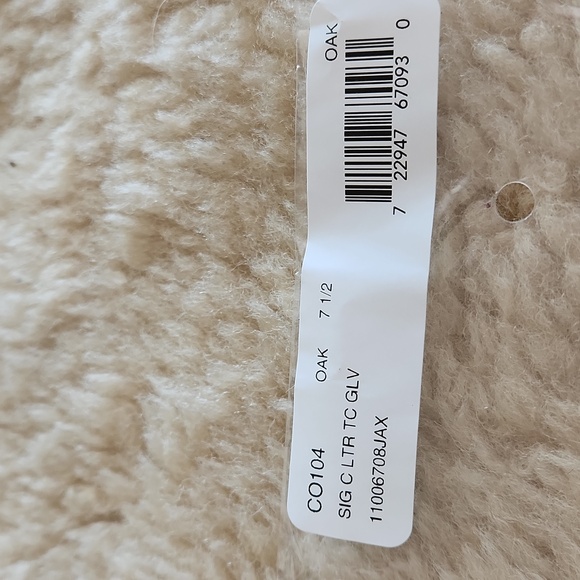 CO104
OAK 7 1/2
SIG C LTR TC GLV
11006708JAX
OAK
7 22947 67093 0